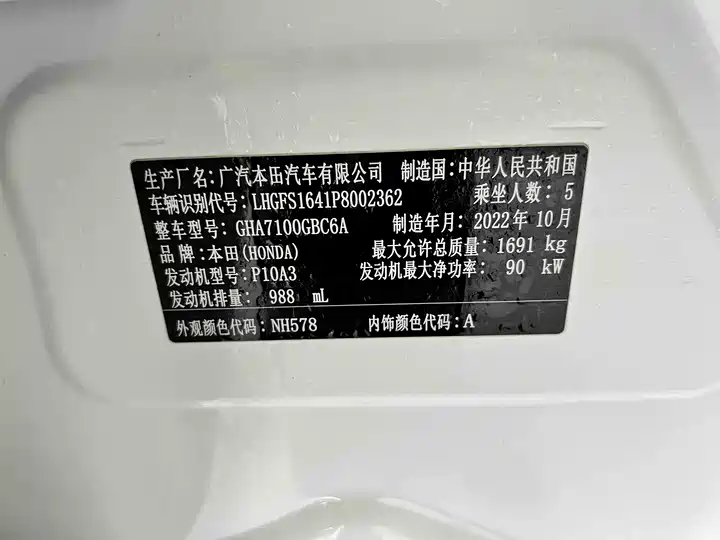 生产厂名:广汽本田汽车有限公司 制造国:中华人民共和国
车辆识别代号:LHGFS1641P8002362 乘坐人数:5
整车型号:GHA7100GBC6A 制造年月:2022年10月
品牌:本田(HONDA) 最大允许总质量:1691 kg
发动机型号:P10A3 发动机最大净功率: 90 kW
发动机排量: 988 mL
外观颜色代码:NH578 内饰颜色代码:A